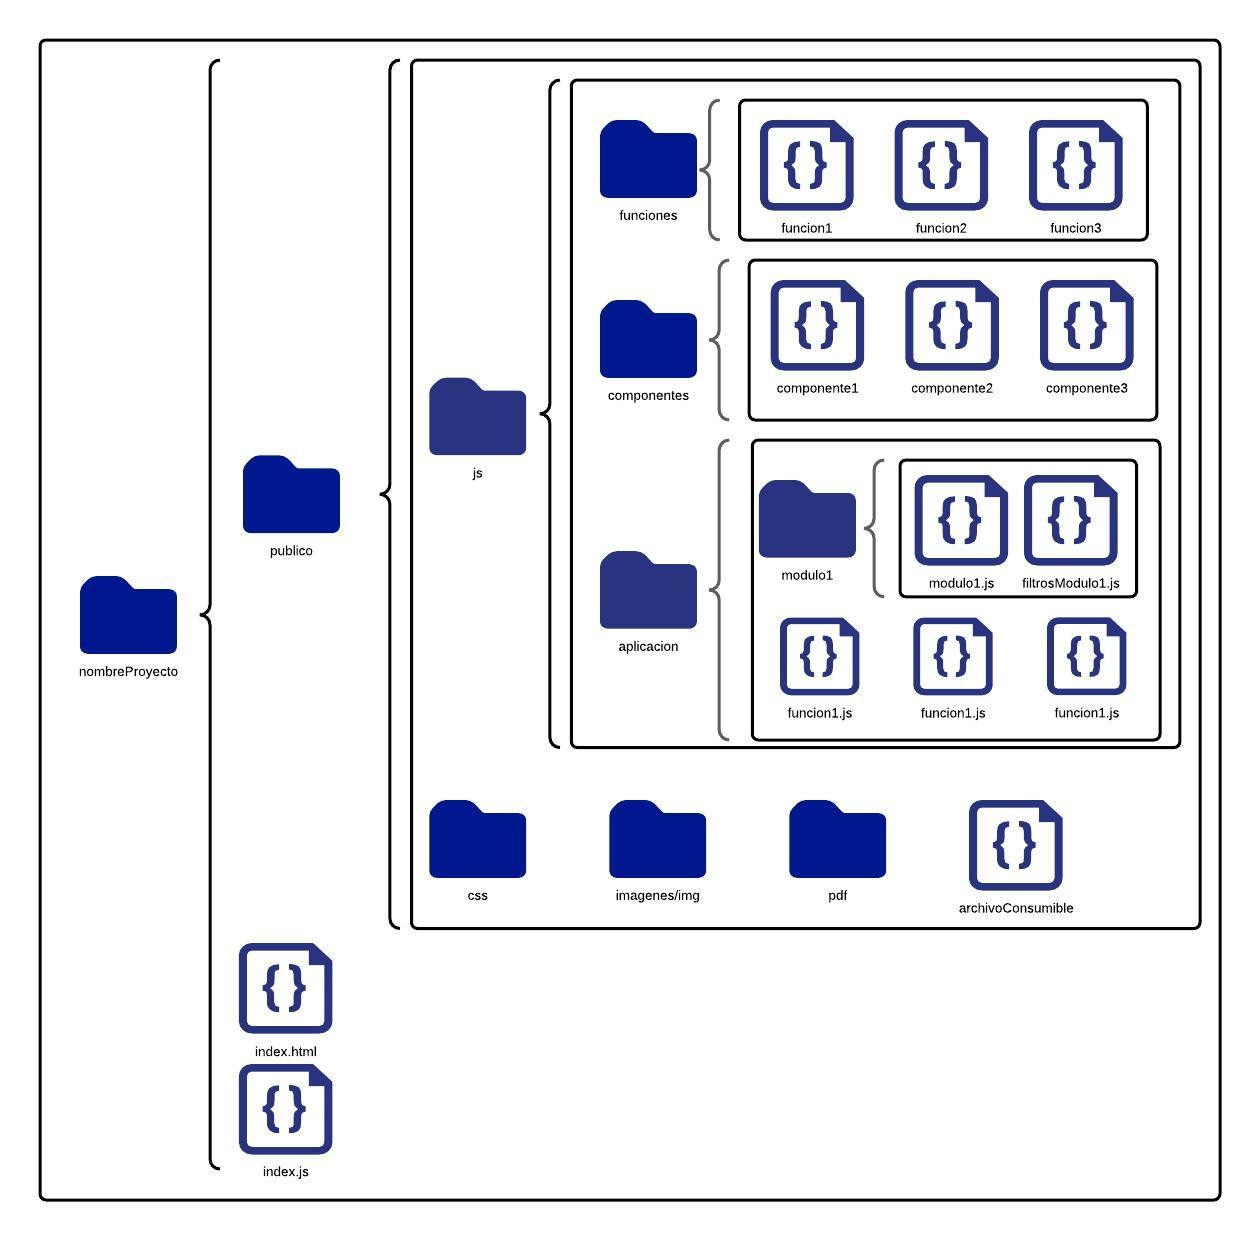 funciones
funcion1
funcion2
funcion3
componentes
componente1
componente2
componente3
js
modulo1
modulo1.js
filtrosModulo1.js
aplicacion
funcion1.js
funcion1.js
funcion1.js
publico
nombreProyecto
css
imagenes/img
pdf
archivoConsumible
index.html
index.js